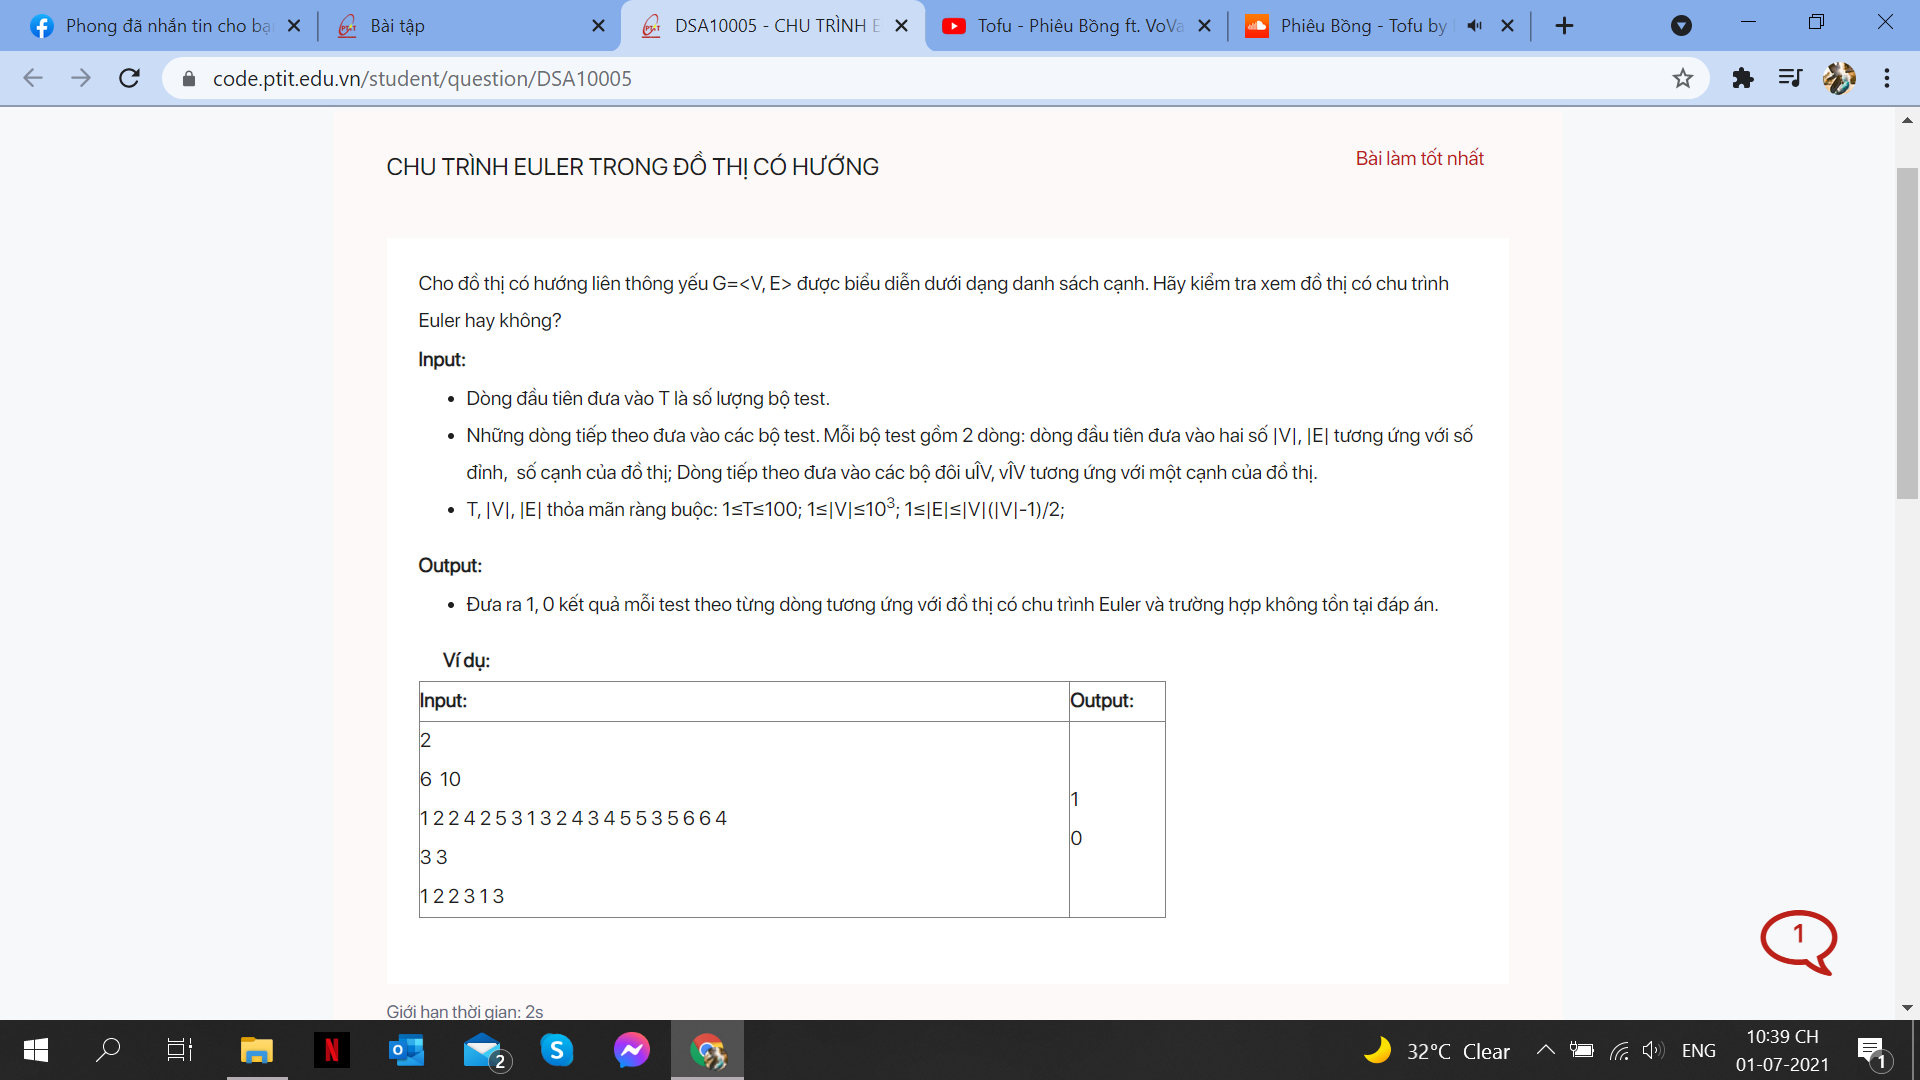 Phong đã nhắn tin cho bạ
Bài tập
DSA10005 - CHU TRÌNH E
Tofu - Phiêu Bồng ft. VoVa
Phiêu Bồng - Tofu by
code.ptit.edu.vn/student/question/DSA10005
CHU TRÌNH EULER TRONG ĐỒ THỊ CÓ HƯỚNG
Bài làm tốt nhất
Cho đồ thị có hướng liên thông yếu G=<V, E> được biểu diễn dưới dạng danh sách cạnh. Hãy kiểm tra xem đồ thị có chu trình
Euler hay không?
Input:
• Dòng đầu tiên đưa vào T là số lượng bộ test.
• Những dòng tiếp theo đưa vào các bộ test. Mỗi bộ test gồm 2 dòng: dòng đầu tiên đưa vào hai số |V|, |E| tương ứng với số
đỉnh, số cạnh của đồ thị; Dòng tiếp theo đưa vào các bộ đôi uÎV, vÎV tương ứng với một cạnh của đồ thị.
• T, |V|, |E| thỏa mãn ràng buộc: 1≤T≤100; 1≤|V|≤10³; 1≤|E|≤|V|(|V|-1)/2;
Output:
• Đưa ra 1, 0 kết quả mỗi test theo từng dòng tương ứng với đồ thị có chu trình Euler và trường hợp không tồn tại đáp án.
Ví dụ:
Input:
Output:
2
6 10
1 2 2 4 2 5 3 1 3 2 4 3 4 5 5 3 5 6 6 4
3 3
1 2 2 3 1 3
1
0
1
Giới hạn thời gian: 2s
2
32°C Clear
ENG
10:39 CH
01-07-2021
1